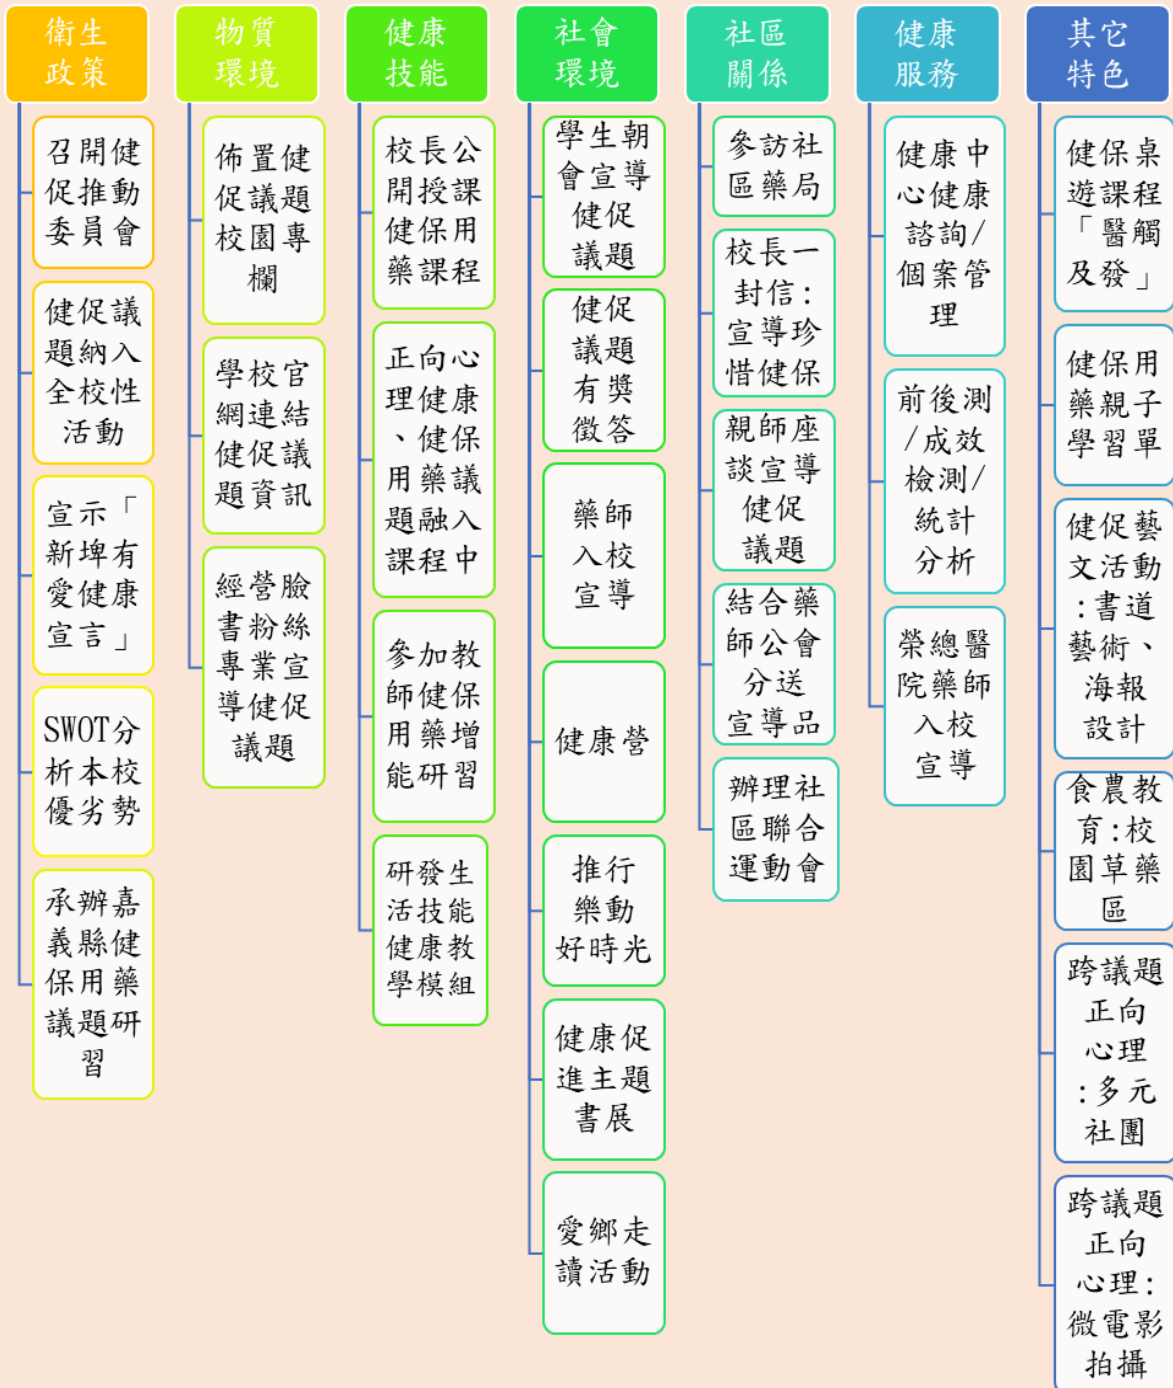 衛生
政策
召開健
促推動
委員會
健促議
題納入
全校性
活動
宣示「
新埤有
愛健康
宣言」
SWOT分
析本校
優劣勢
承辦嘉
義縣健
保用藥
議題研
習
物質
環境
佈置健
促議題
校園專
欄
學校官
網連結
健促議
題資訊
經營臉
書粉絲
專業宣
導健促
議題
健康
技能
校長公
開授課
健保用
藥課程
正向心
理健康
、健保
用藥議
題融入
課程中
參加教
師健保
用藥增
能研習
研發生
活技能
健康教
學模組
社會
環境
學生朝
會宣導
健促
議題
健促
議題
有獎
徵答
藥師
入校
宣導
健康營
推行
樂動
好時光
健康促
進主題
書展
愛鄉走
讀活動
社區
關係
參訪社
區藥局
校長一
封信:
宣導珍
惜健保
親師座
談宣導
健促
議題
結合藥
師公會
分送
宣導品
辦理社
區聯合
運動會
健康
服務
健康中
心健康
諮詢/
個案管
理
前後測
/成效
檢測/
統計
分析
榮總醫
院藥師
入校
宣導
其它
特色
健保桌
遊課程
「醫觸
及發」
健保用
藥親子
學習單
健促藝
文活動
:書道
藝術、
海報
設計
食農教
育:校
園草藥
區
跨議題
正向
心理
:多元
社團
跨議題
正向
心理:
微電影
拍攝